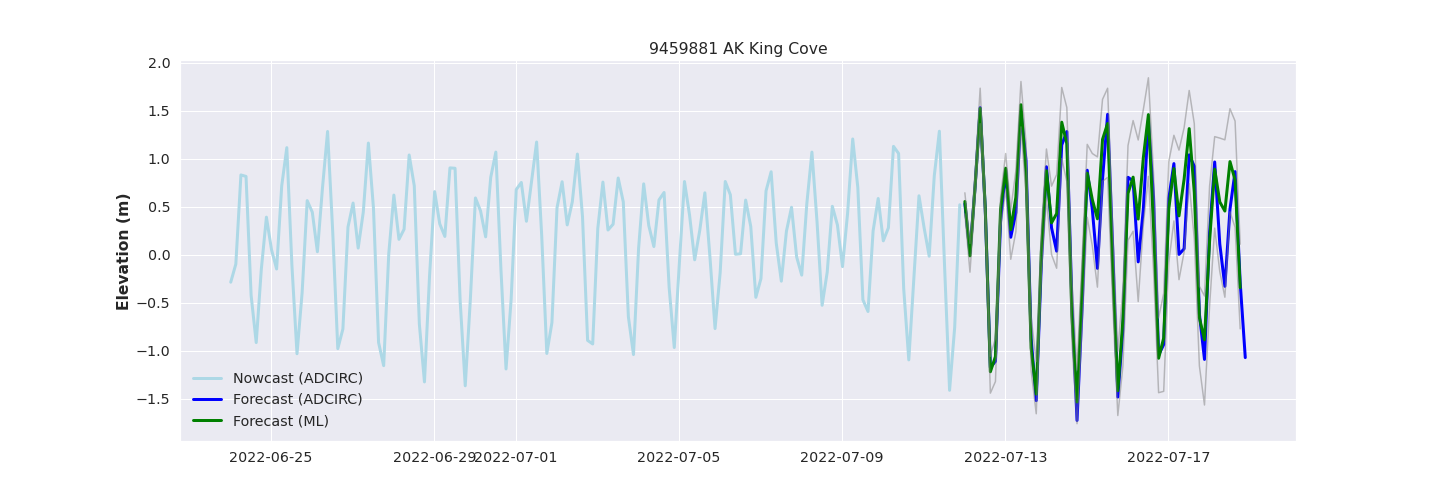 9459881 AK King Cove
Elevation (m)
2.0
1.5
1.0
0.5
0.0
−0.5
−1.0
−1.5
Nowcast (ADCIRC)
Forecast (ADCIRC)
Forecast (ML)
2022-06-25 2022-06-29 2022-07-01 2022-07-05 2022-07-09 2022-07-13 2022-07-17